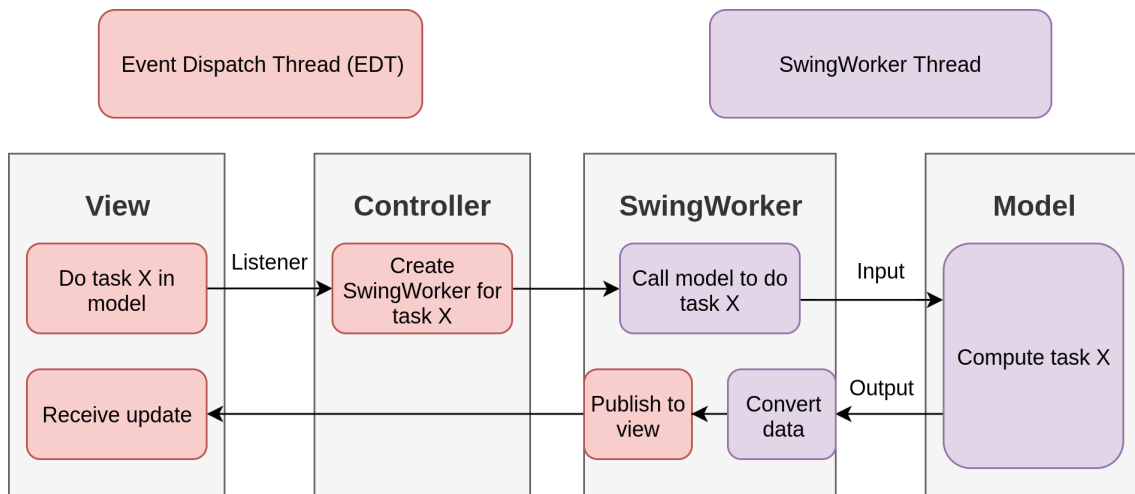 Event Dispatch Thread (EDT)
SwingWorker Thread
View
Controller
SwingWorker
Model
Do task X in
model
Listener
Create
SwingWorker for
task X
Call model to do
task X
Input
Compute task X
Receive update
Publish to
view
Convert
data
Output